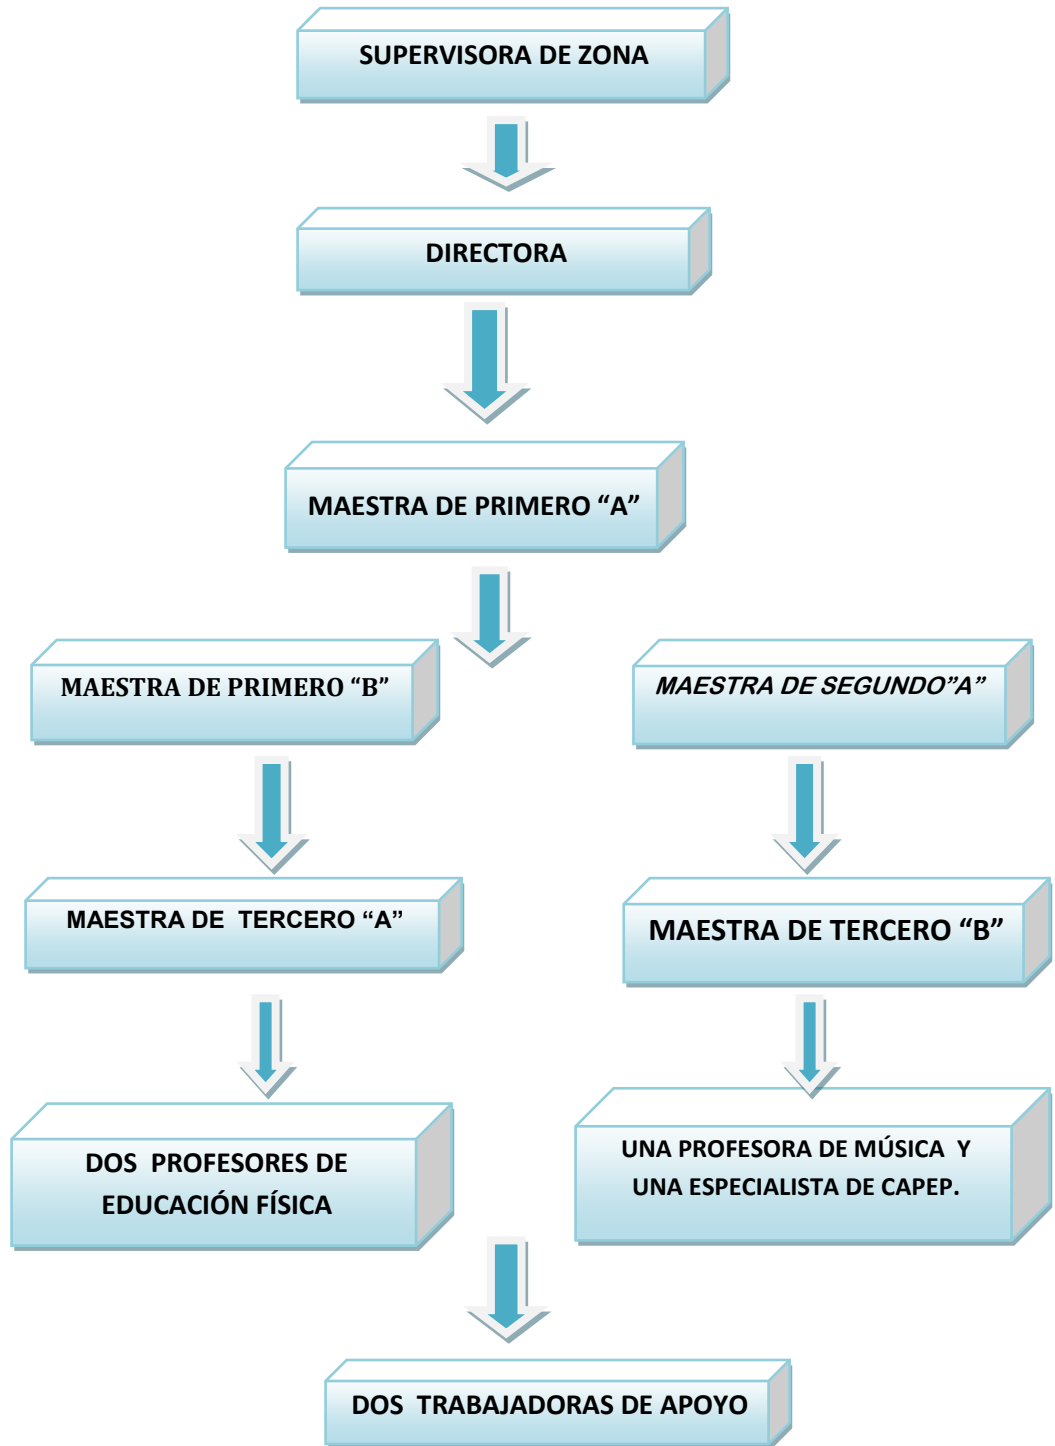 SUPERVISORA DE ZONA
DIRECTORA
MAESTRA DE PRIMERO “A”
MAESTRA DE PRIMERO “B”
MAESTRA DE SEGUNDO”A”
MAESTRA DE TERCERO “A”
MAESTRA DE TERCERO “B”
DOS PROFESORES DE
EDUCACIÓN FÍSICA
UNA PROFESORA DE MÚSICA Y
UNA ESPECIALISTA DE CAPEP.
DOS TRABAJADORAS DE APOYO